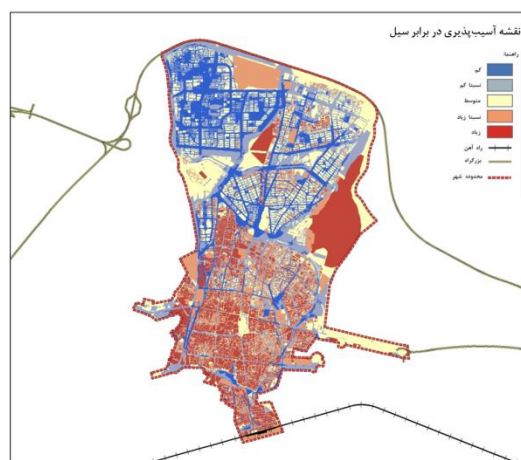 نقشه آسیب‌پذیری در برابر سیل
راهنما:
کم
نسبتا کم
متوسط
نسبتا زیاد
زیاد
راه آهن
بزرگراه
محدوده شهر